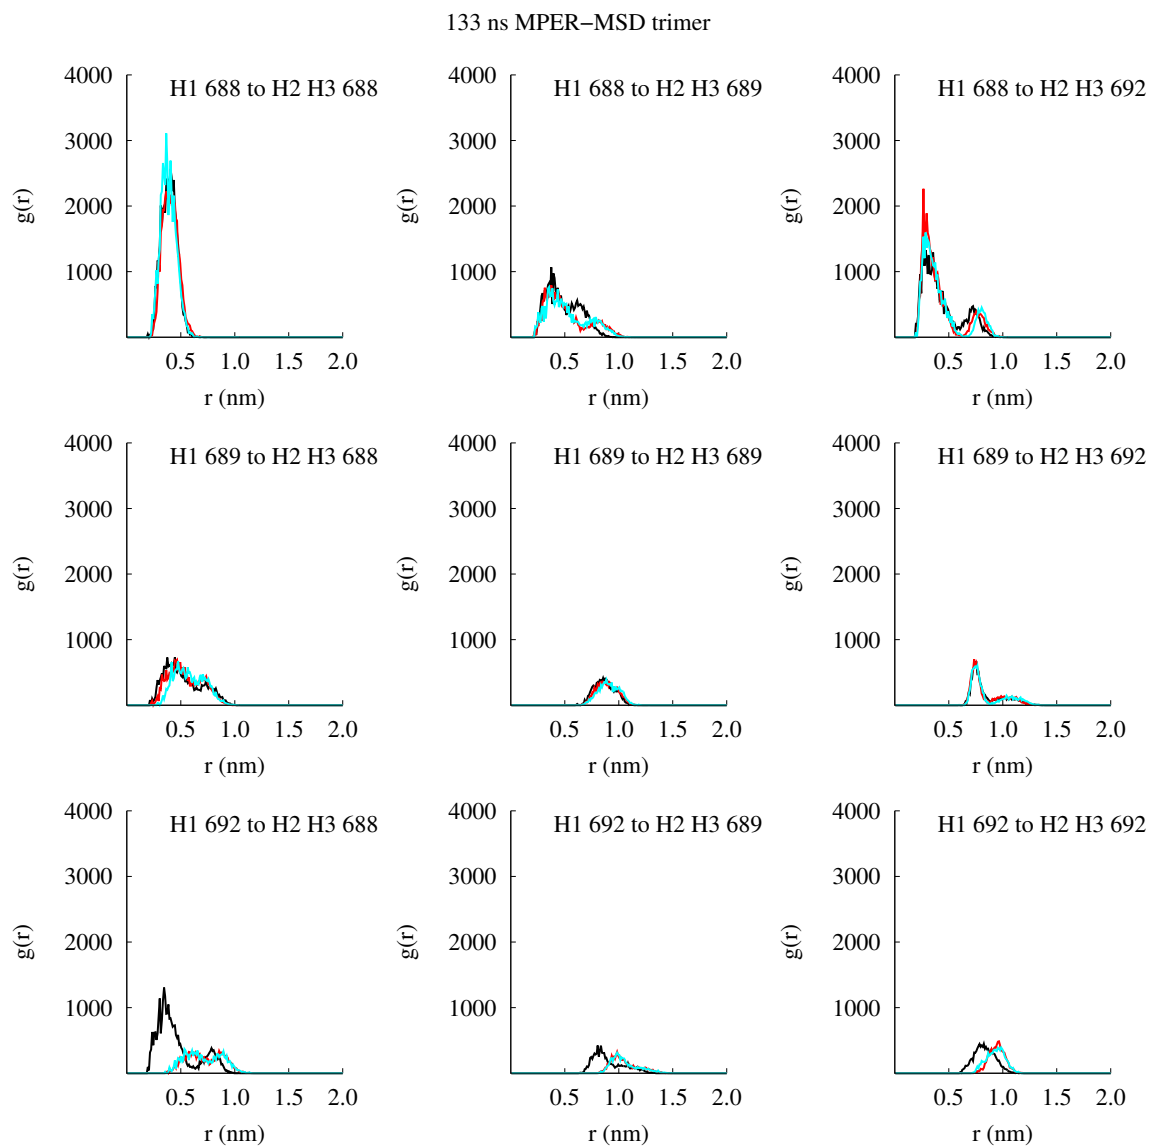 133 ns MPER−MSD trimer
H1 688 to H2 H3 688
4000
3000
2000
1000
g(r)
0.5 1.0 1.5 2.0
r (nm)
H1 688 to H2 H3 689
4000
3000
2000
1000
g(r)
0.5 1.0 1.5 2.0
r (nm)
H1 688 to H2 H3 692
4000
3000
2000
1000
g(r)
0.5 1.0 1.5 2.0
r (nm)
H1 689 to H2 H3 688
4000
3000
2000
1000
g(r)
0.5 1.0 1.5 2.0
r (nm)
H1 689 to H2 H3 689
4000
3000
2000
1000
g(r)
0.5 1.0 1.5 2.0
r (nm)
H1 689 to H2 H3 692
4000
3000
2000
1000
g(r)
0.5 1.0 1.5 2.0
r (nm)
H1 692 to H2 H3 688
4000
3000
2000
1000
g(r)
0.5 1.0 1.5 2.0
r (nm)
H1 692 to H2 H3 689
4000
3000
2000
1000
g(r)
0.5 1.0 1.5 2.0
r (nm)
H1 692 to H2 H3 692
4000
3000
2000
1000
g(r)
0.5 1.0 1.5 2.0
r (nm)